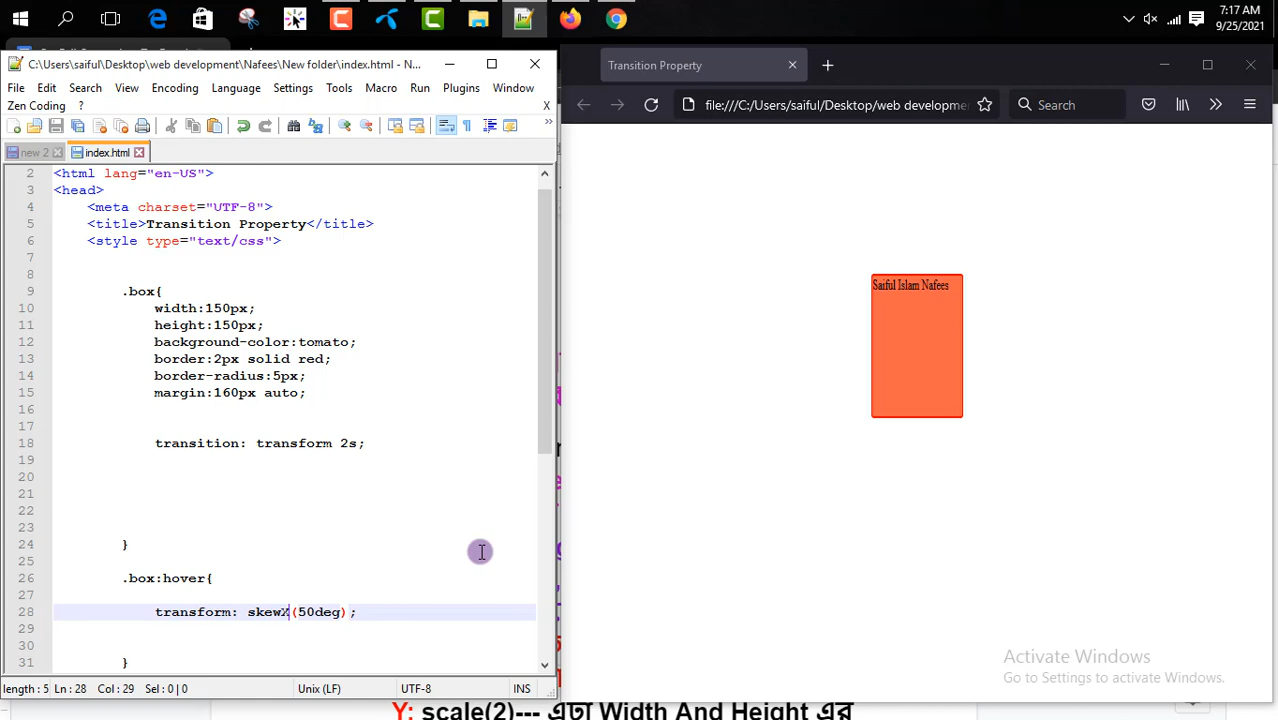 7:17 AM
9/25/2021
C:\Users\saiful\Desktop\web development\Nafees\New folder\index.html - N...
File Edit Search View Encoding Language Settings Tools Macro Run Plugins Window
Zen Coding ? X
new 2 index.html
2 <html lang="en-US">
3 <head>
4 <meta charset="UTF-8">
5 <title>Transition Property</title>
6 <style type="text/css">
7
8
9 .box{
10 width:150px;
11 height:150px;
12 background-color:tomato;
13 border:2px solid red;
14 border-radius:5px;
15 margin:160px auto;
16
17
18 transition: transform 2s;
19
20
21
22
23
24 }
25
26 .box:hover{
27
28 transform: skewX(50deg);
29
30
31 }
length: 5 Ln: 28 Col: 29 Sel: 0 | 0 Unix (LF) UTF-8 INS
Transition Property
file:///C:/Users/saiful/Desktop/web developme
Search
Saiful Islam Nafees
Activate Windows
Go to Settings to activate Windows.
Y: scale(2)--- এটা Width And Height এর